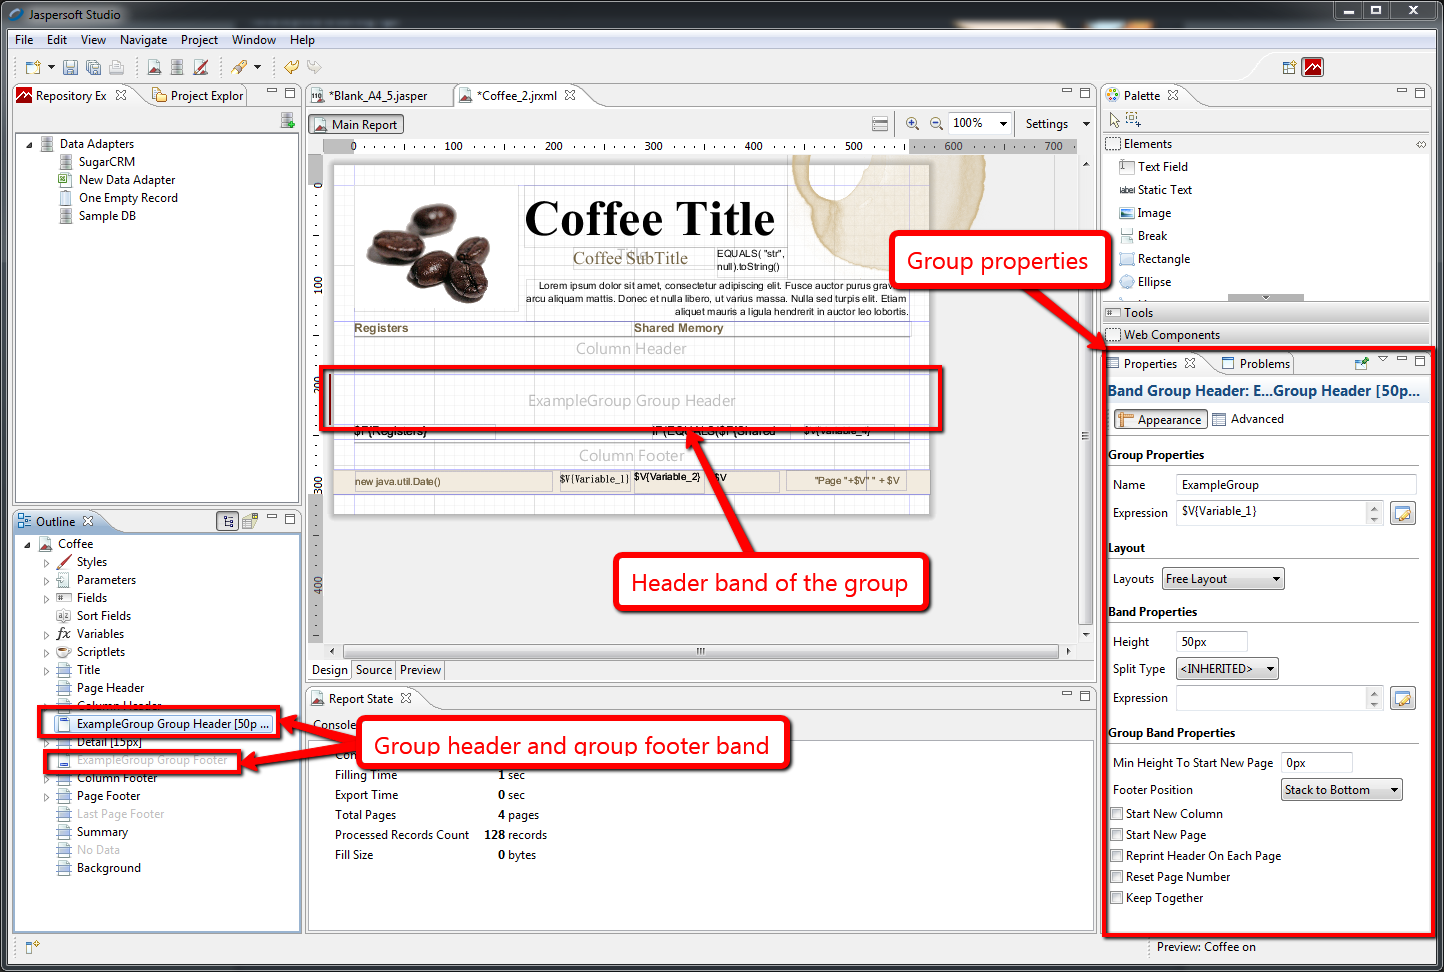 Jaspersoft Studio
File Edit View Navigate Project Window Help
Repository Ex
Project Explor
Data Adapters
SugarCRM
New Data Adapter
One Empty Record
Sample DB
Outline
Coffee
Styles
Parameters
Fields
Sort Fields
Variables
Scriptlets
Title
Page Header
Column Header
ExampleGroup Group Header [50p ...
Detail [15px]
ExampleGroup Group Footer
Column Footer
Page Footer
Last Page Footer
Summary
No Data
Background
*Blank_A4_5.jasper
*Coffee_2.jrxml
Main Report
100%
Settings
0 100 200 300 400 500 600 700
0
100
200
300
400
Coffee Title
Title
Coffee SubTitle
EQUALS( "str",
null).toString()
Lorem ipsum dolor sit amet, consectetur adipiscing elit. Fusce auctor purus grav
arcu aliquam mattis. Donec et nulla libero, ut varius massa. Nulla sed turpis elit. Etiam
aliquet mauris a ligula hendrerit in auctor leo lobortis.
Registers Shared Memory
Column Header
ExampleGroup Group Header
$F{Registers} IF(EQUALS($F{Shared $V{Variable_4}
Column Footer
new java.util.Date() $V{Variable_1} $V{Variable_2} $V "Page "+$V" " + $V
Header band of the group
Group properties
Group header and group footer band
Design Source Preview
Report State
Console
Filling Time 1 sec
Export Time 0 sec
Total Pages 4 pages
Processed Records Count 128 records
Fill Size 0 bytes
Palette
Elements
Text Field
label Static Text
Image
Break
Rectangle
Ellipse
Tools
Web Components
Properties
Problems
Band Group Header: E...Group Header [50p...
Appearance
Advanced
Group Properties
Name ExampleGroup
Expression $V{Variable_1}
Layout
Layouts Free Layout
Band Properties
Height 50px
Split Type <INHERITED>
Expression
Group Band Properties
Min Height To Start New Page 0px
Footer Position Stack to Bottom
Start New Column
Start New Page
Reprint Header On Each Page
Reset Page Number
Keep Together
Preview: Coffee on